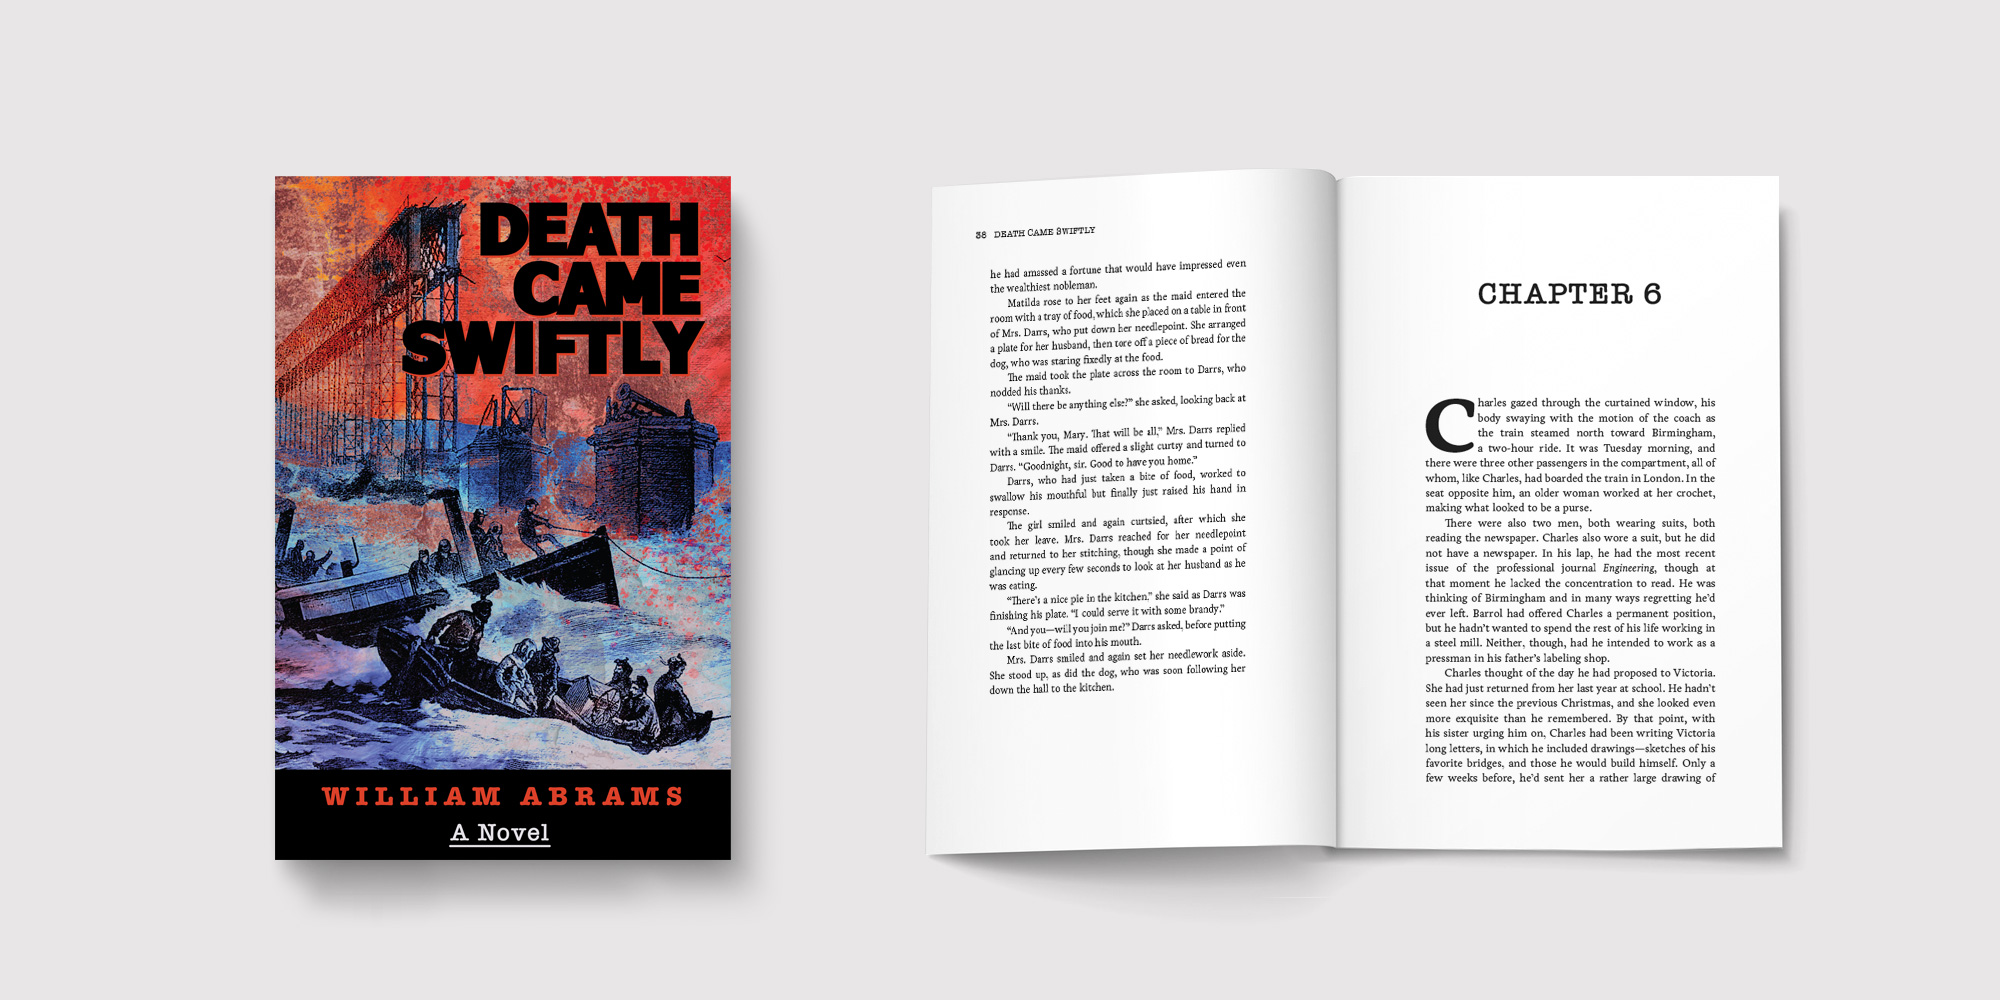 DEATH
CAME
SWIFTLY
WILLIAM ABRAMS
A Novel
38 DEATH CAME SWIFTLY
he had amassed a fortune that would have impressed even
the wealthiest nobleman.
Matilda rose to her feet again as the maid entered the
room with a tray of food, which she placed on a table in front
of Mrs. Darrs, who put down her needlepoint. She arranged
a plate for her husband, then tore off a piece of bread for the
dog, who was staring fixedly at the food.
The maid took the plate across the room to Darrs, who
nodded his thanks.
“Will there be anything else?” she asked, looking back at
Mrs. Darrs.
“Thank you, Mary. That will be all,” Mrs. Darrs replied
with a smile. The maid offered a slight curtsy and turned to
Darrs. “Goodnight, sir. Good to have you home.”
Darrs, who had just taken a bite of food, worked to
swallow his mouthful but finally just raised his hand in
response.
The girl smiled and again curtsied, after which she
took her leave. Mrs. Darrs reached for her needlepoint
and returned to her stitching, though she made a point of
glancing up every few seconds to look at her husband as he
was eating.
“There’s a nice pie in the kitchen,” she said as Darrs was
finishing his plate. “I could serve it with some brandy.”
“And you—will you join me?” Darrs asked, before putting
the last bite of food into his mouth.
Mrs. Darrs smiled and again set her needlework aside.
She stood up, as did the dog, who was soon following her
down the hall to the kitchen.
CHAPTER 6
Charles gazed through the curtained window, his
body swaying with the motion of the coach as
the train steamed north toward Birmingham,
a two-hour ride. It was Tuesday morning, and
there were three other passengers in the compartment, all of
whom, like Charles, had boarded the train in London. In the
seat opposite him, an older woman worked at her crochet,
making what looked to be a purse.
There were also two men, both wearing suits, both
reading the newspaper. Charles also wore a suit, but he did
not have a newspaper. In his lap, he had the most recent
issue of the professional journal Engineering, though at
that moment he lacked the concentration to read. He was
thinking of Birmingham and in many ways regretting he’d
ever left. Barrol had offered Charles a permanent position,
but he hadn’t wanted to spend the rest of his life working in
a steel mill. Neither, though, had he intended to work as a
pressman in his father’s labeling shop.
Charles thought of the day he had proposed to Victoria.
She had just returned from her last year at school. He hadn’t
seen her since the previous Christmas, and she looked even
more exquisite than he remembered. By that point, with
his sister urging him on, Charles had been writing Victoria
long letters, in which he included drawings—sketches of his
favorite bridges, and those he would build himself. Only a
few weeks before, he’d sent her a rather large drawing of